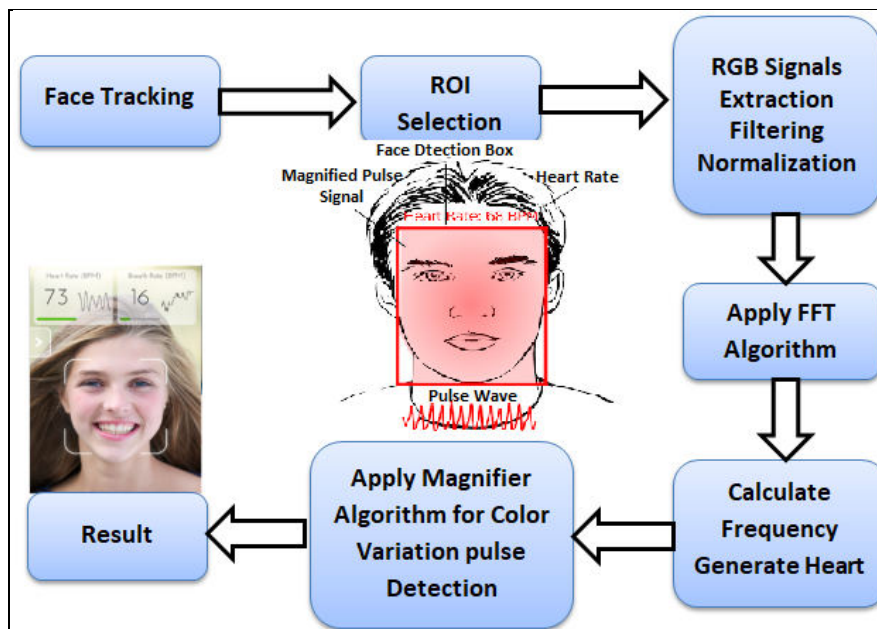 Face Tracking
ROI
Selection
RGB Signals
Extraction
Filtering
Normalization
Face Dtection Box
Magnified Pulse
Signal
Heart Rate
Heart Rate: 68 BPM
Heart Rate (BPM)
73
Breath Rate (BPM)
16
Apply FFT
Algorithm
Pulse Wave
Calculate
Frequency
Generate Heart
Apply Magnifier
Algorithm for Color
Variation pulse
Detection
Result